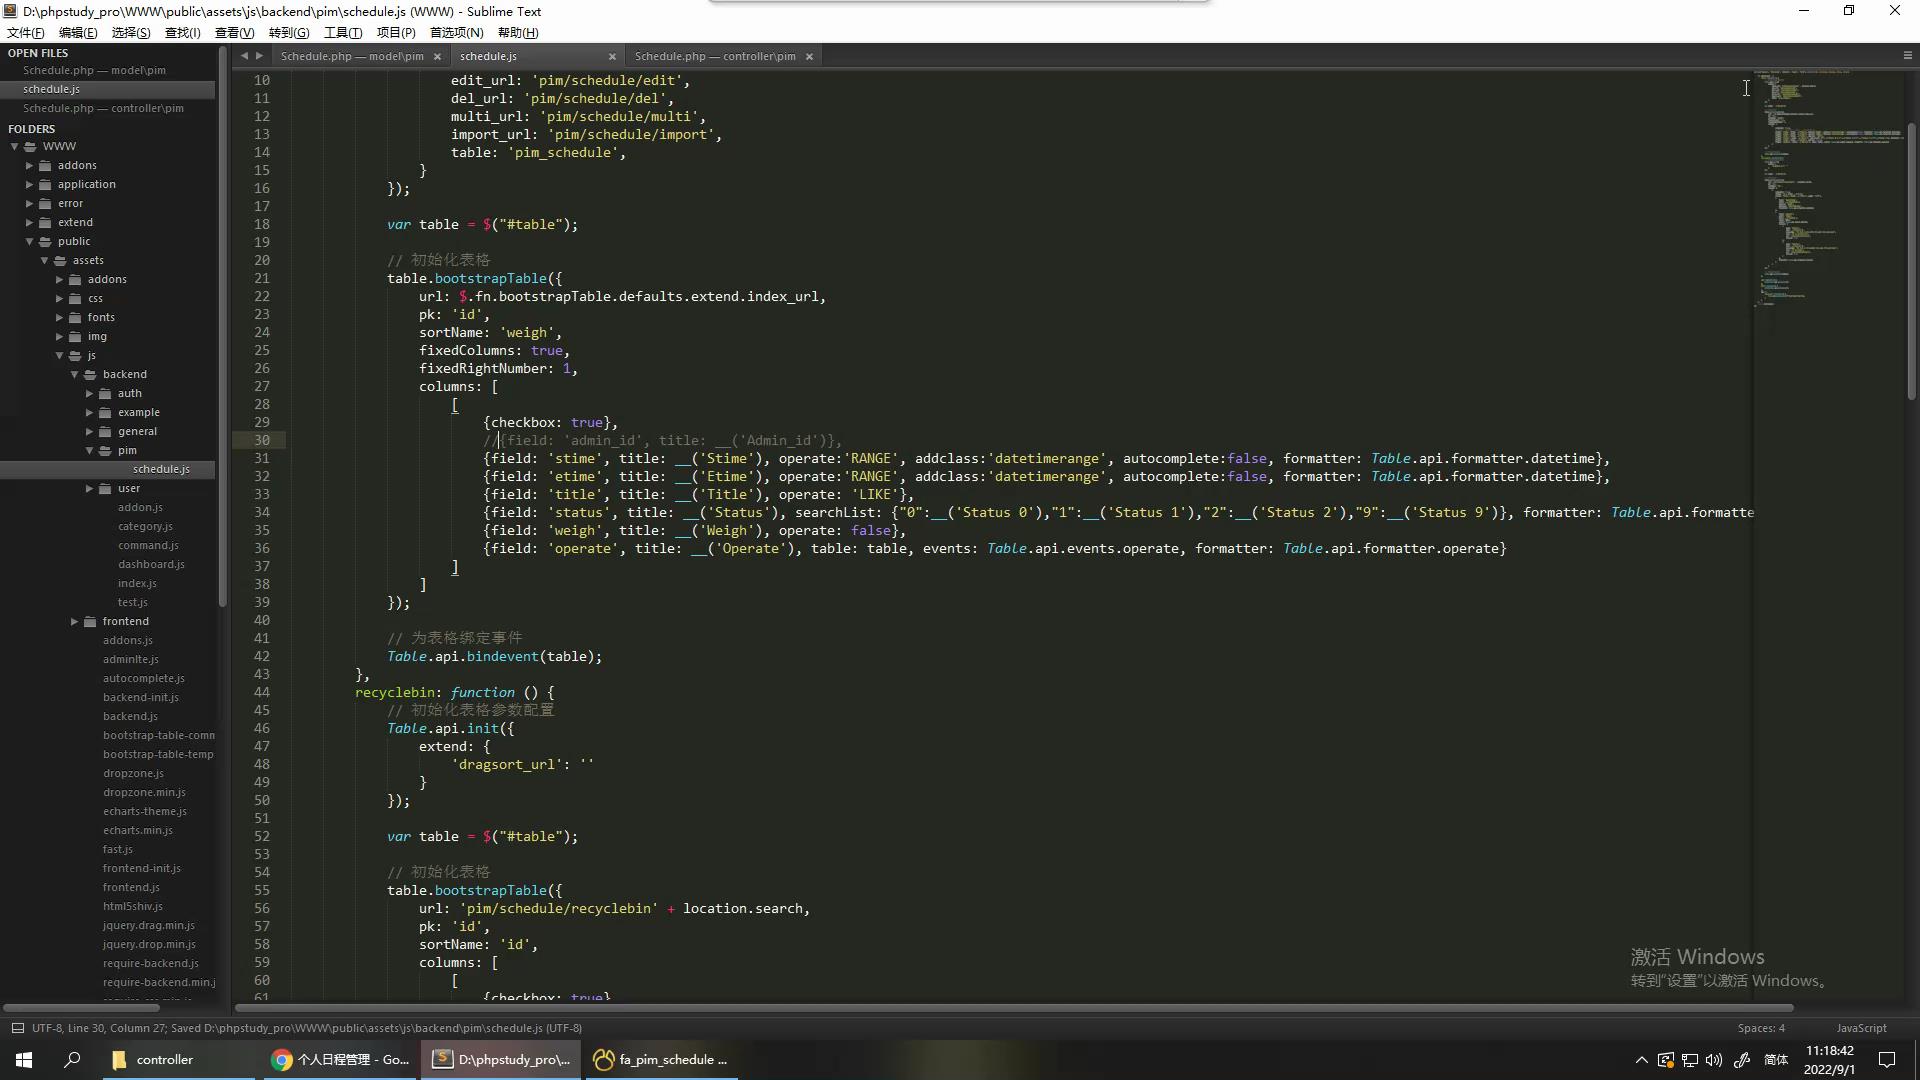 D:\phpstudy_pro\WWW\public\assets\js\backend\pim\schedule.js (WWW) - Sublime Text
文件(F) 编辑(E) 选择(S) 查找(I) 查看(V) 转到(G) 工具(T) 项目(P) 首选项(N) 帮助(H)
OPEN FILES
Schedule.php — model\pim
schedule.js
Schedule.php — controller\pim
FOLDERS
WWW
addons
application
error
extend
public
assets
addons
css
fonts
img
js
backend
auth
example
general
pim
schedule.js
user
addon.js
category.js
command.js
dashboard.js
index.js
test.js
frontend
addons.js
adminlte.js
autocomplete.js
backend-init.js
backend.js
bootstrap-table-comm
bootstrap-table-temp
dropzone.js
dropzone.min.js
echarts-theme.js
echarts.min.js
fast.js
frontend-init.js
frontend.js
html5shiv.js
jquery.drag.min.js
jquery.drop.min.js
require-backend.js
require-backend.min.j
Schedule.php — model\pim schedule.js Schedule.php — controller\pim
10 edit_url: 'pim/schedule/edit',
11 del_url: 'pim/schedule/del',
12 multi_url: 'pim/schedule/multi',
13 import_url: 'pim/schedule/import',
14 table: 'pim_schedule',
15 }
16 });
17
18 var table = $("#table");
19
20 // 初始化表格
21 table.bootstrapTable({
22 url: $.fn.bootstrapTable.defaults.extend.index_url,
23 pk: 'id',
24 sortName: 'weigh',
25 fixedColumns: true,
26 fixedRightNumber: 1,
27 columns: [
28 [
29 {checkbox: true},
30 //{field: 'admin_id', title: __('Admin_id')},
31 {field: 'stime', title: __('Stime'), operate:'RANGE', addclass:'datetimerange', autocomplete:false, formatter: Table.api.formatter.datetime},
32 {field: 'etime', title: __('Etime'), operate:'RANGE', addclass:'datetimerange', autocomplete:false, formatter: Table.api.formatter.datetime},
33 {field: 'title', title: __('Title'), operate: 'LIKE'},
34 {field: 'status', title: __('Status'), searchList: {"0":__('Status 0'),"1":__('Status 1'),"2":__('Status 2'),"9":__('Status 9')}, formatter: Table.api.formatte
35 {field: 'weigh', title: __('Weigh'), operate: false},
36 {field: 'operate', title: __('Operate'), table: table, events: Table.api.events.operate, formatter: Table.api.formatter.operate}
37 ]
38 ]
39 });
40
41 // 为表格绑定事件
42 Table.api.bindevent(table);
43 },
44 recyclebin: function () {
45 // 初始化表格参数配置
46 Table.api.init({
47 extend: {
48 'dragsort_url': ''
49 }
50 });
51
52 var table = $("#table");
53
54 // 初始化表格
55 table.bootstrapTable({
56 url: 'pim/schedule/recyclebin' + location.search,
57 pk: 'id',
58 sortName: 'id',
59 columns: [
60 [
61 {checkbox: true}
激活 Windows
转到“设置”以激活 Windows。
UTF-8, Line 30, Column 27; Saved D:\phpstudy_pro\WWW\public\assets\js\backend\pim\schedule.js (UTF-8) Spaces: 4 JavaScript
controller 个人日程管理 - Go... D:\phpstudy_pro\... fa_pim_schedule ... 简体 11:18:42
2022/9/1